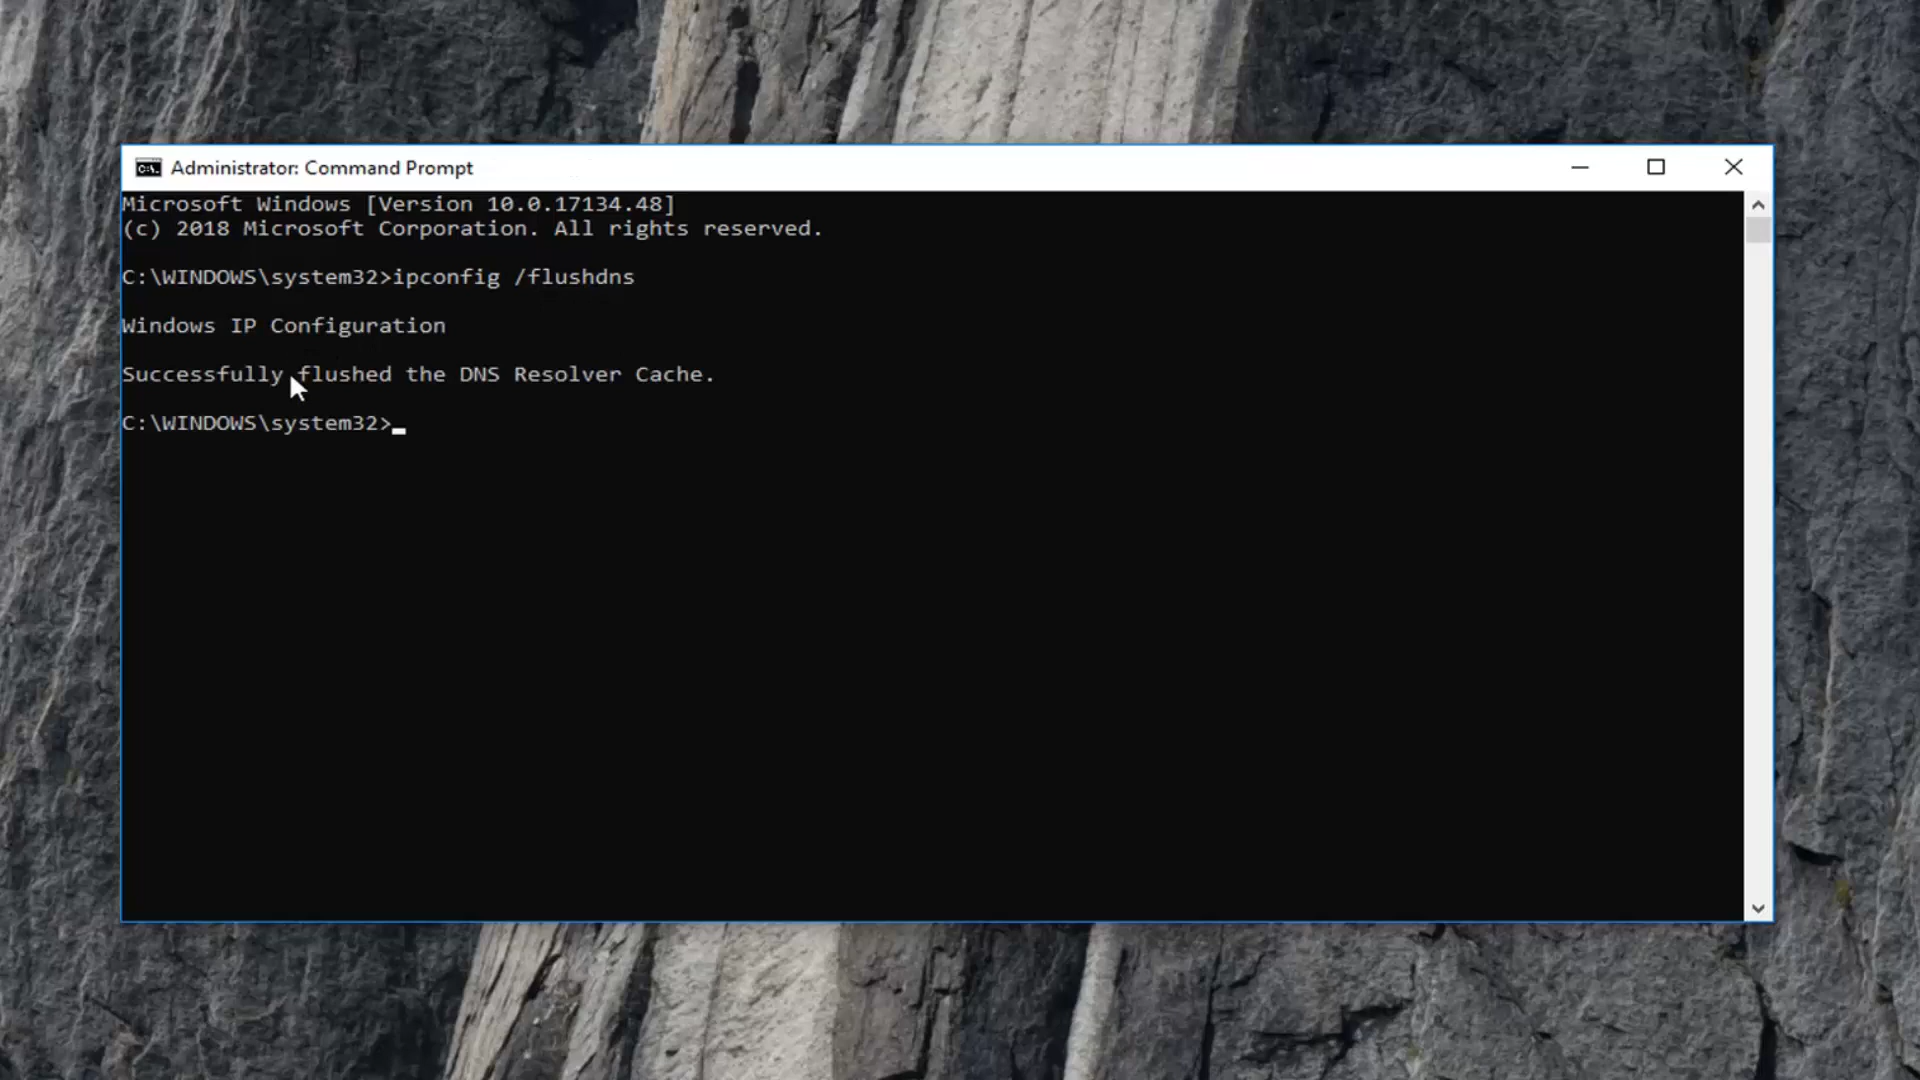 Administrator: Command Prompt
Microsoft Windows [Version 10.0.17134.48]
(c) 2018 Microsoft Corporation. All rights reserved.
C:\WINDOWS\system32>ipconfig /flushdns
Windows IP Configuration
Successfully flushed the DNS Resolver Cache.
C:\WINDOWS\system32>